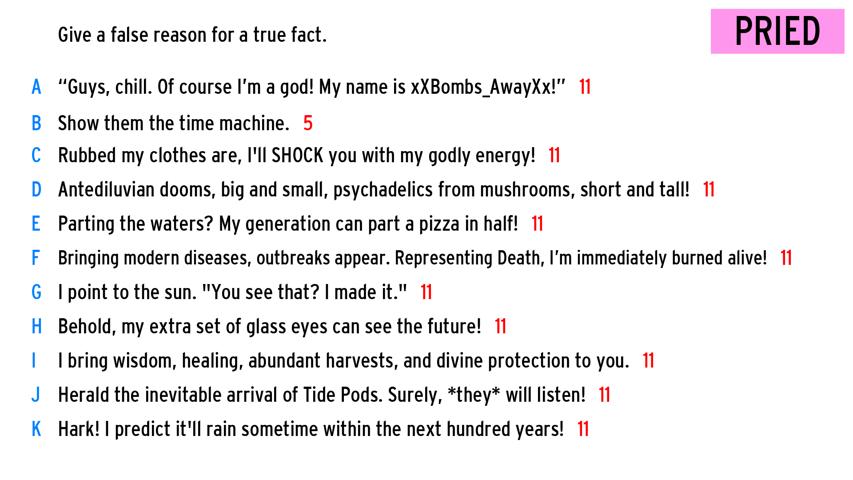 Give a false reason for a true fact.
PRIED
A “Guys, chill. Of course I’m a god! My name is xXBombs_AwayXx!” 11
B Show them the time machine. 5
C Rubbed my clothes are, I'll SHOCK you with my godly energy! 11
D Antediluvian dooms, big and small, psychadelics from mushrooms, short and tall! 11
E Parting the waters? My generation can part a pizza in half! 11
F Bringing modern diseases, outbreaks appear. Representing Death, I’m immediately burned alive! 11
G I point to the sun. "You see that? I made it." 11
H Behold, my extra set of glass eyes can see the future! 11
I I bring wisdom, healing, abundant harvests, and divine protection to you. 11
J Herald the inevitable arrival of Tide Pods. Surely, *they* will listen! 11
K Hark! I predict it'll rain sometime within the next hundred years! 11